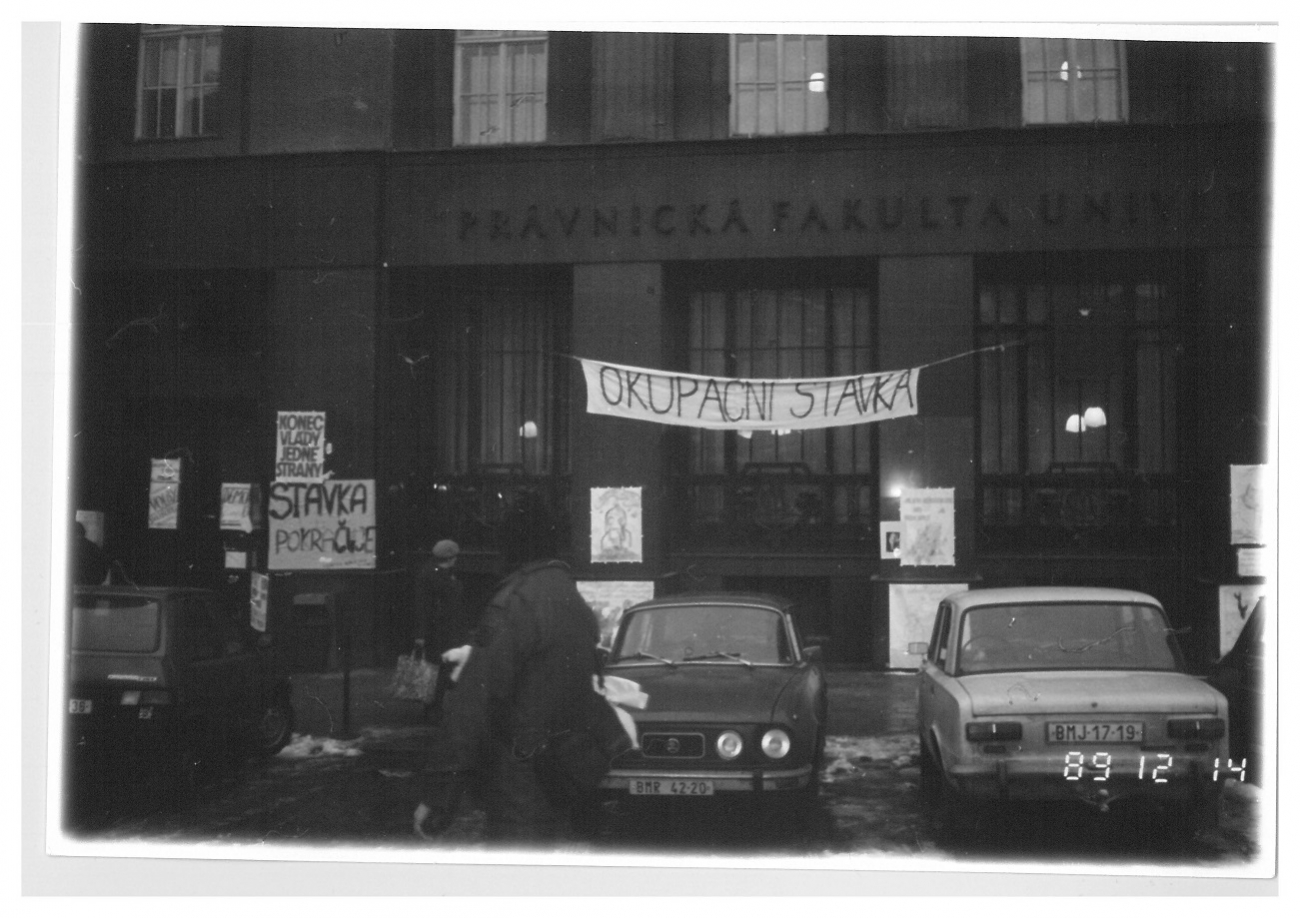 PRÁVNICKÁ FAKULTA UNIV
OKUPAČNÍ STÁVKA
KONEC
VLÁDY
JEDNÉ
STRANY
STÁVKA
POKRAČUJE
BMR 42-20
BMJ-17-19
89 12 14